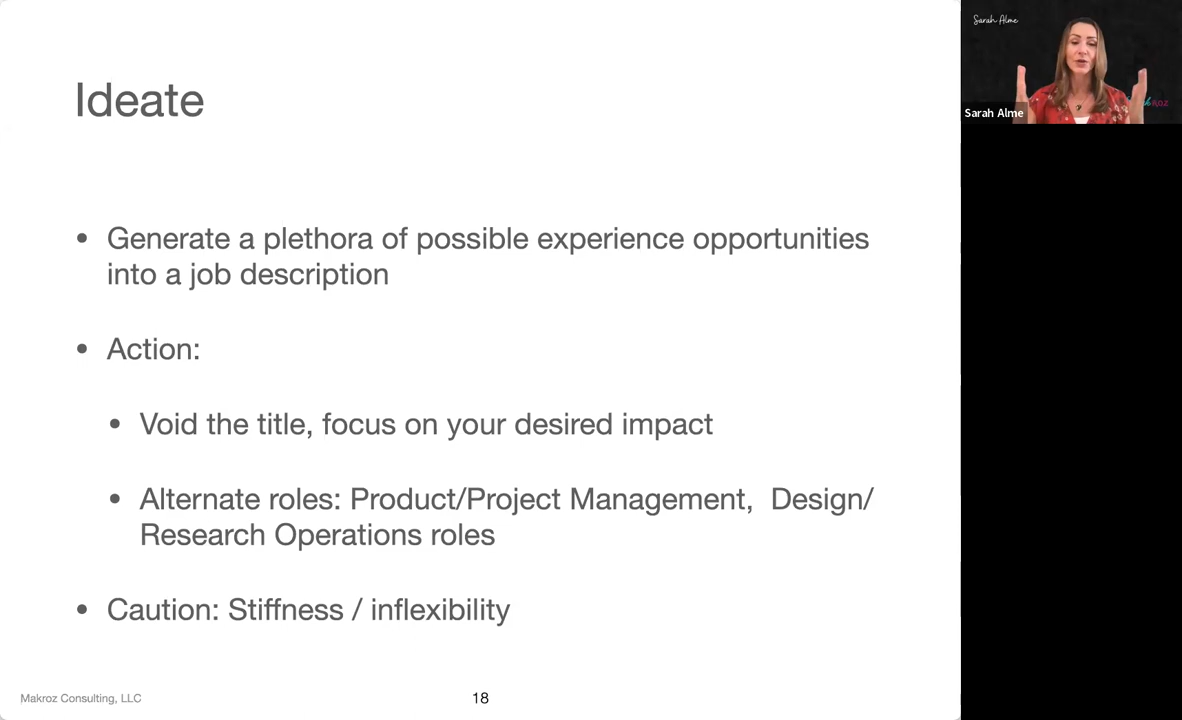 Ideate
• Generate a plethora of possible experience opportunities
into a job description
• Action:
• Void the title, focus on your desired impact
• Alternate roles: Product/Project Management,  Design/
Research Operations roles
• Caution: Stiffness / inflexibility
Makroz Consulting, LLC
18
Sarah Alme
Sarah Alme